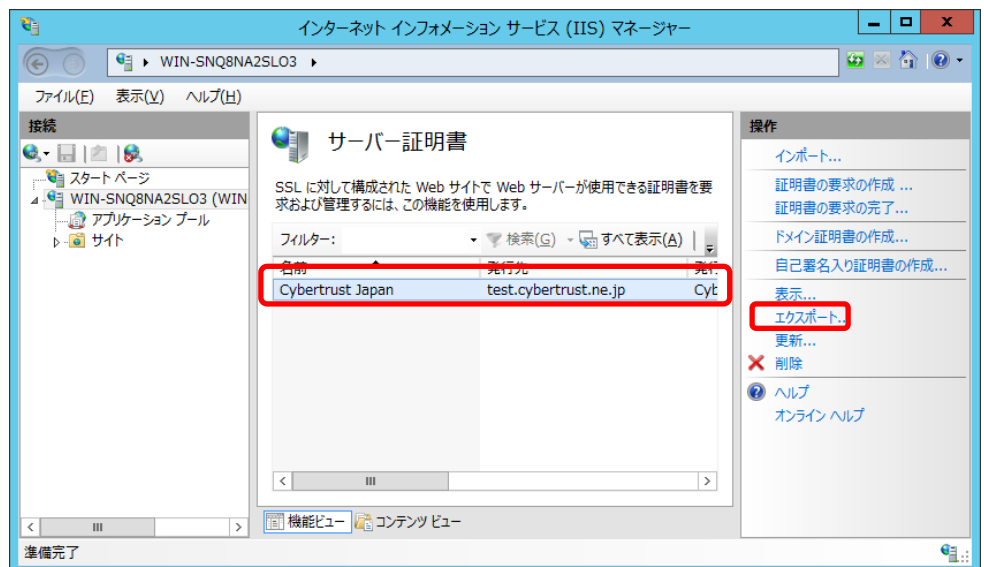 インターネット インフォメーション サービス (IIS) マネージャー
WIN-SNQ8NA2SLO3
ファイル(F) 表示(V) ヘルプ(H)
接続
スタート ページ
WIN-SNQ8NA2SLO3 (WIN
アプリケーション プール
サイト
サーバー証明書
SSL に対して構成された Web サイトで Web サーバーが使用できる証明書を要
求および管理するには、この機能を使用します。
フィルター: 検索(G) すべて表示(A)
名前 発行先 発行
Cybertrust Japan test.cybertrust.ne.jp Cyb
機能ビュー コンテンツ ビュー
操作
インポート...
証明書の要求の作成 ...
証明書の要求の完了...
ドメイン証明書の作成...
自己署名入り証明書の作成...
表示...
エクスポート...
更新...
削除
ヘルプ
オンライン ヘルプ
準備完了